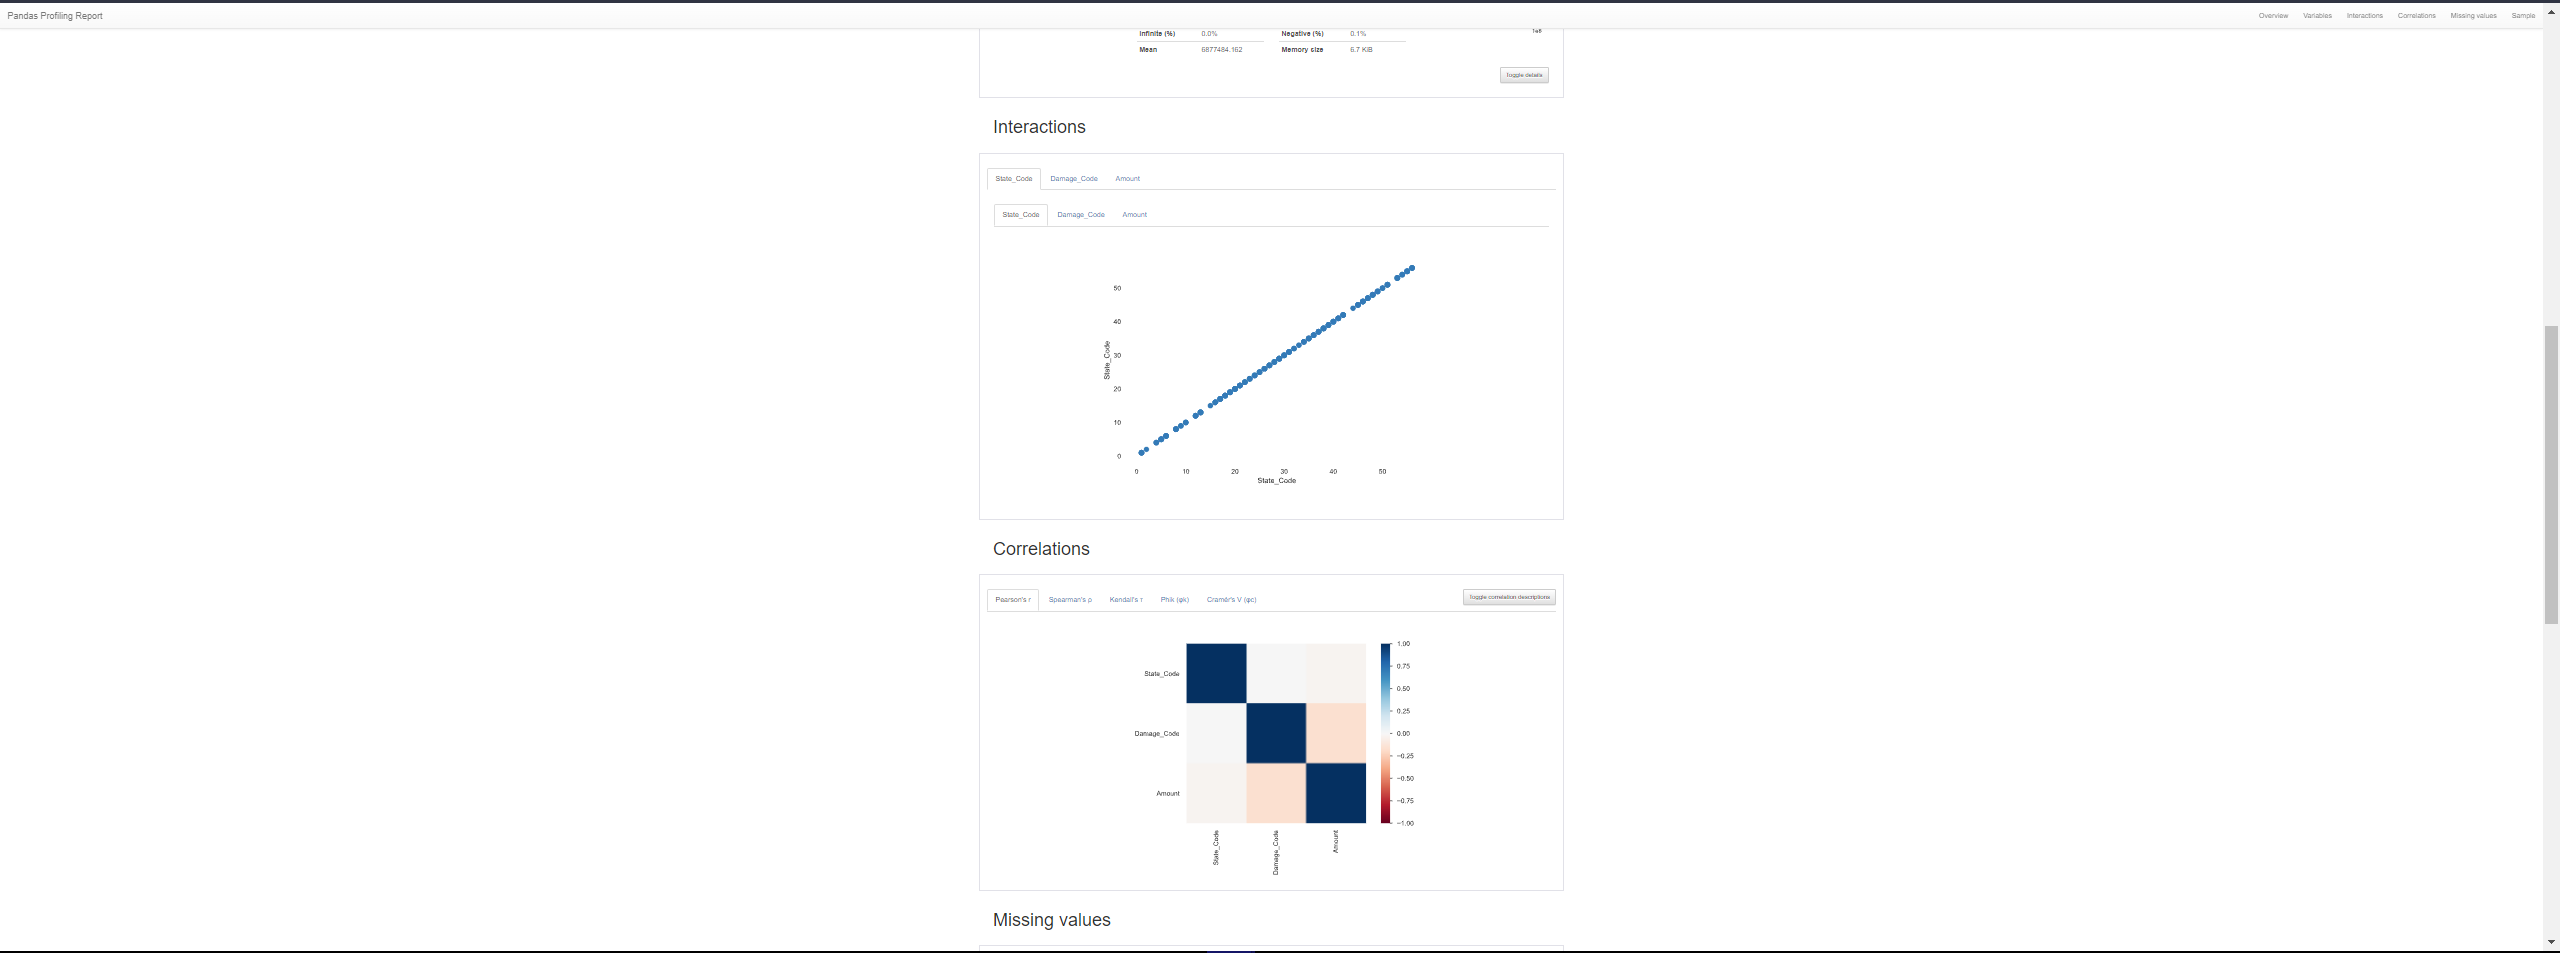 Pandas Profiling Report
Overview Variables Interactions Correlations Missing values Sample
Infinite (%) 0.0% Negative (%) 0.1%
1e8
Mean 6877484.162 Memory size 6.7 KiB
Toggle details
Interactions
State_Code Damage_Code Amount
State_Code Damage_Code Amount
50
40
30
20
10
0
State_Code
0 10 20 30 40 50
State_Code
Correlations
Pearson's r Spearman's ρ Kendall's τ Phik (φk) Cramér's V (φc)
Toggle correlation descriptions
State_Code
Damage_Code
Amount
1.00
0.75
0.50
0.25
0.00
−0.25
−0.50
−0.75
−1.00
State_Code
Damage_Code
Amount
Missing values